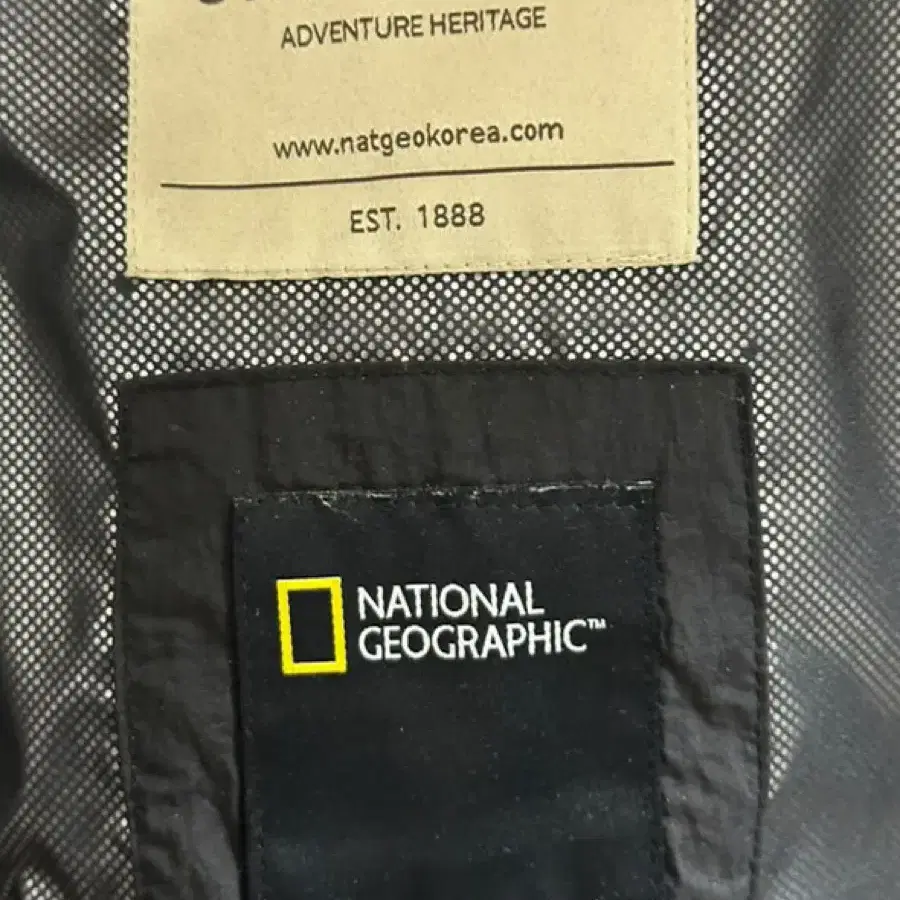 ADVENTURE HERITAGE
www.natgeokorea.com
EST. 1888
NATIONAL
GEOGRAPHIC™